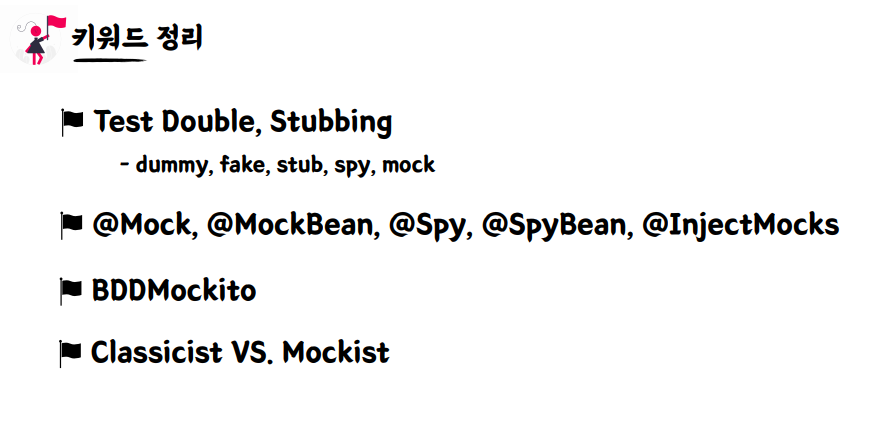 키워드 정리
Test Double, Stubbing
- dummy, fake, stub, spy, mock
@Mock, @MockBean, @Spy, @SpyBean, @InjectMocks
BDDMockito
Classicist VS. Mockist